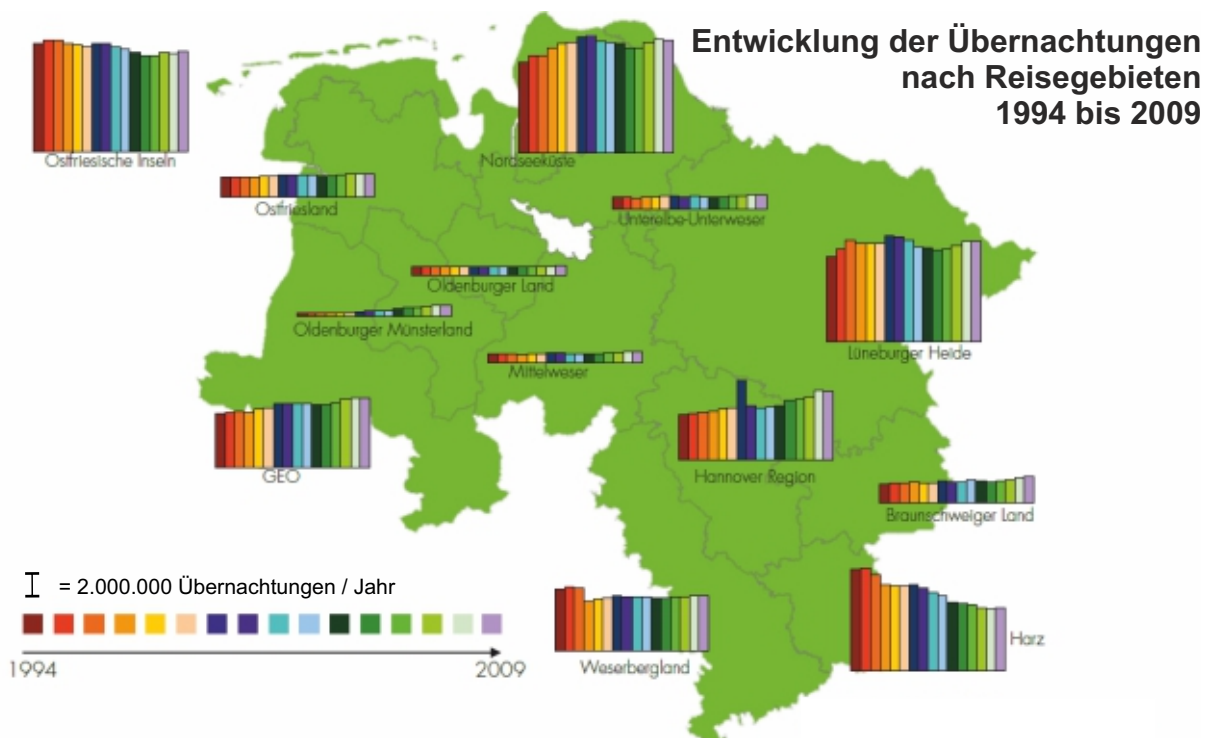 Entwicklung der Übernachtungen
nach Reisegebieten
1994 bis 2009
Ostfriesische Inseln
Nordseeküste
Ostfriesland
Unterelbe-Unterweser
Oldenburger Land
Oldenburger Münsterland
Mittelweser
Lüneburger Heide
GEO
Hannover Region
Braunschweiger Land
= 2.000.000 Übernachtungen / Jahr
1994
2009
Weserbergland
Harz